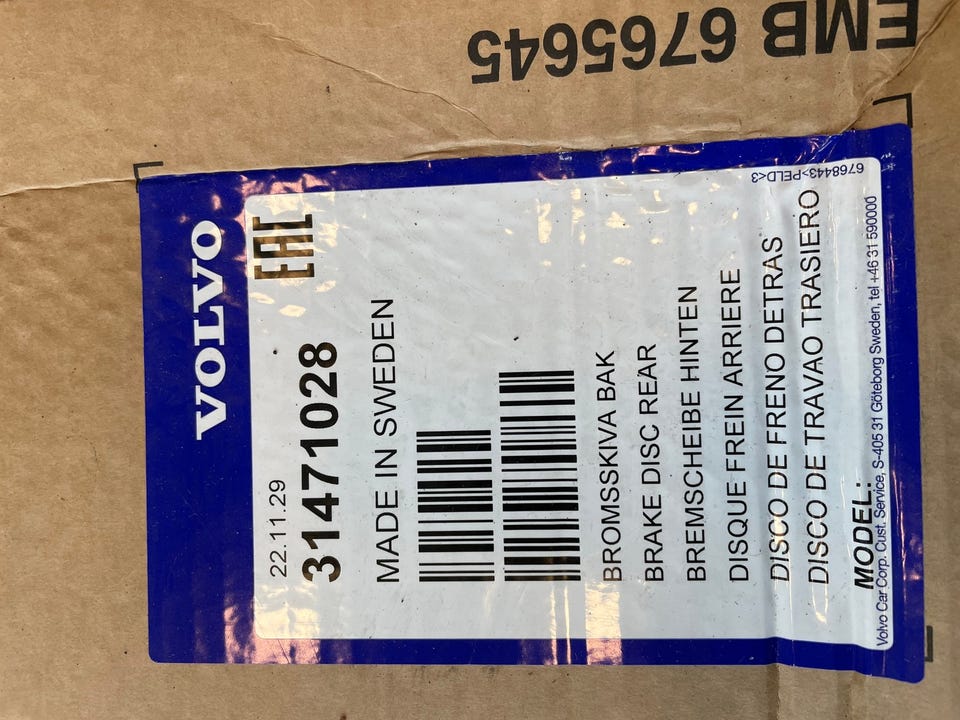 EMB 6765645
VOLVO
22.11.29
EAC
31471028
MADE IN SWEDEN
BROMSSKIVA BAK
BRAKE DISC REAR
BREMSCHEIBE HINTEN
DISQUE FREIN ARRIERE
DISCO DE FRENO DETRAS
DISCO DE TRAVAO TRASIERO
MODEL:
6768443>PELD<3
Volvo Car Corp. Cust. Service, S-405 31 Göteborg Sweden, tel +46 31 590000